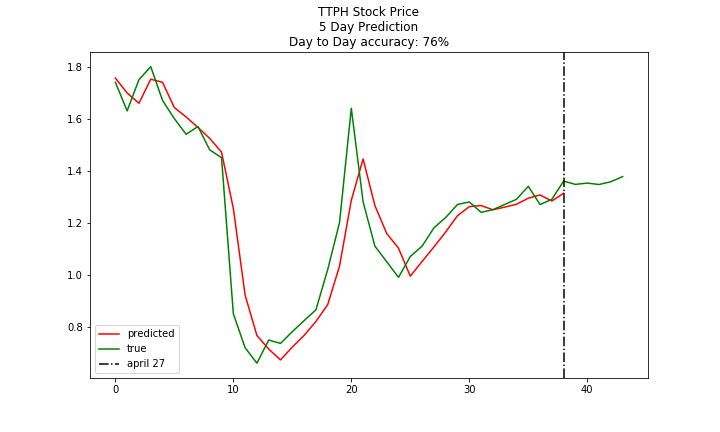 TTPH Stock Price
5 Day Prediction
Day to Day accuracy: 76%
1.8
1.6
1.4
1.2
1.0
0.8
predicted
true
april 27
0 10 20 30 40